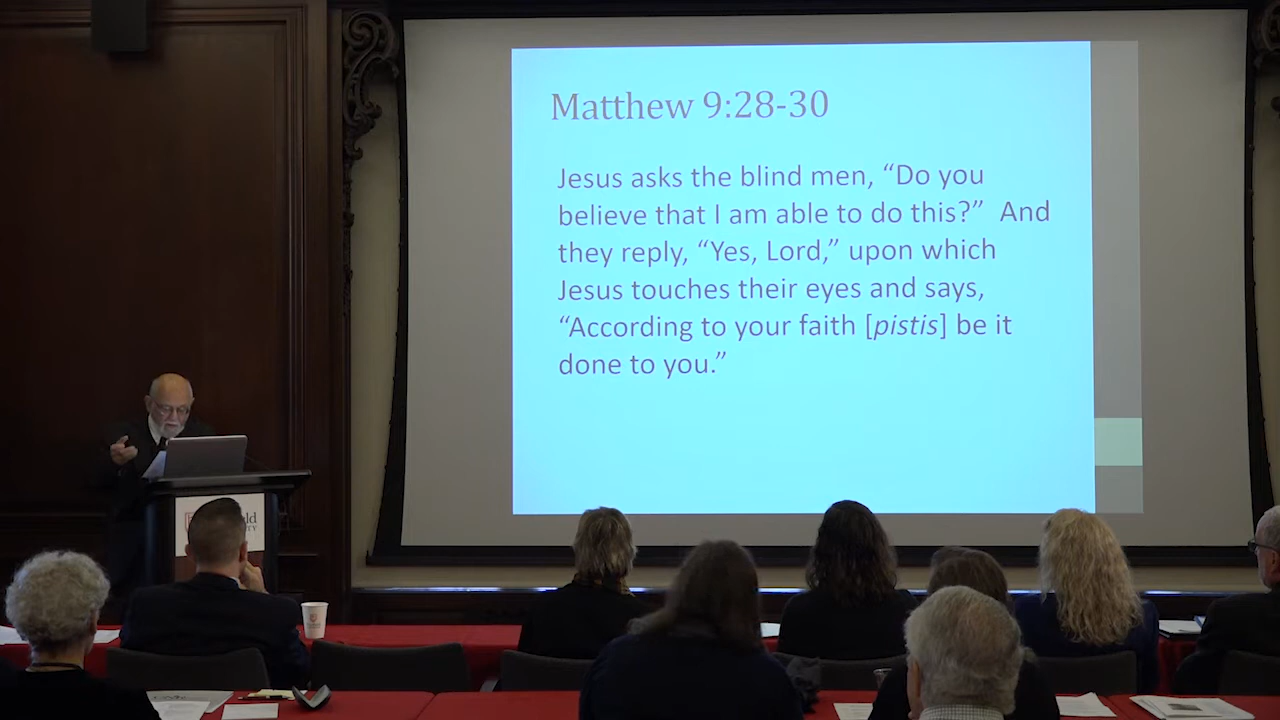 Matthew 9:28-30
Jesus asks the blind men, “Do you
believe that I am able to do this?”  And
they reply, “Yes, Lord,” upon which
Jesus touches their eyes and says,
“According to your faith [pistis] be it
done to you.”